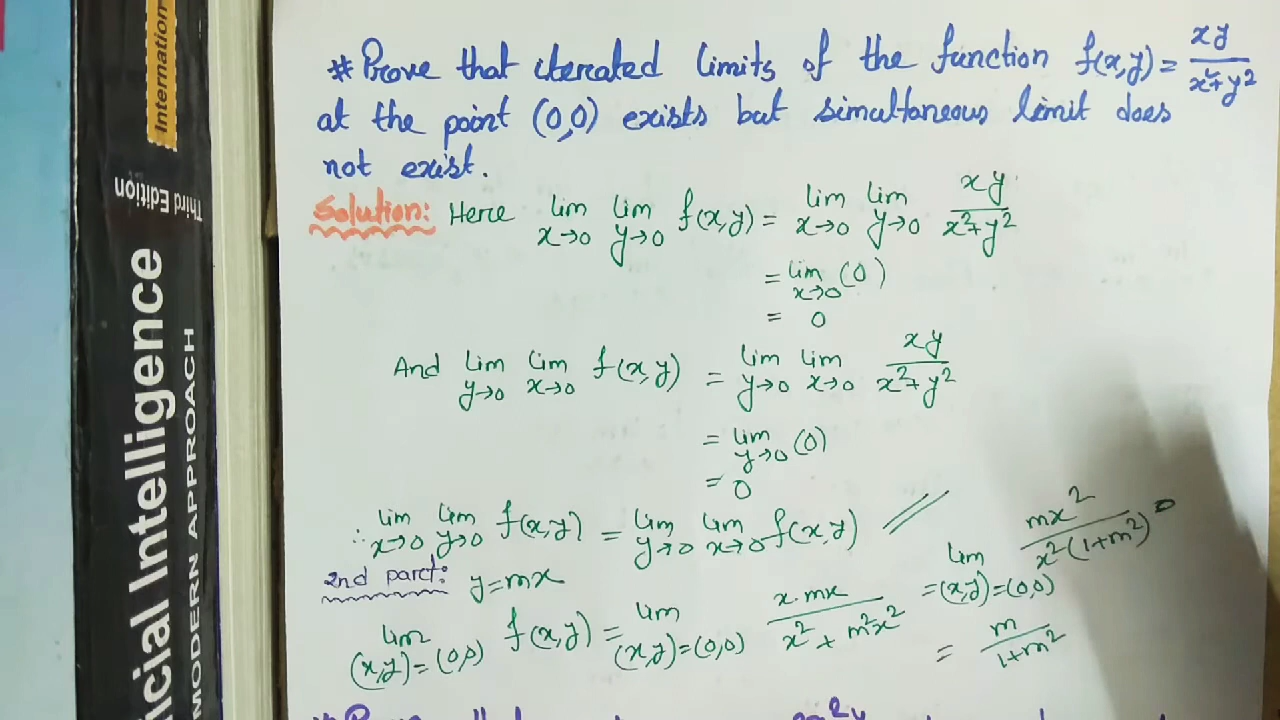 # Prove that iterated limits of the function f(x,y) = xy / x²+y²
at the point (0,0) exists but simultaneous limit does
not exist.
Solution: Here lim x→0 lim y→0 f(x,y) = lim x→0 lim y→0 xy / x²+y²
= lim x→0 (0)
= 0
And lim y→0 lim x→0 f(x,y) = lim y→0 lim x→0 xy / x²+y²
= lim y→0 (0)
= 0
∴ lim x→0 lim y→0 f(x,y) = lim y→0 lim x→0 f(x,y) //
2nd part: y=mx
lim (x,y)=(0,0) f(x,y) = lim (x,y)=(0,0) x·mx / x²+m²x² = lim (x,y)=(0,0) mx² / x²(1+m²)
= m / 1+m²
International
Third Edition
icial Intelligence
MODERN APPROACH